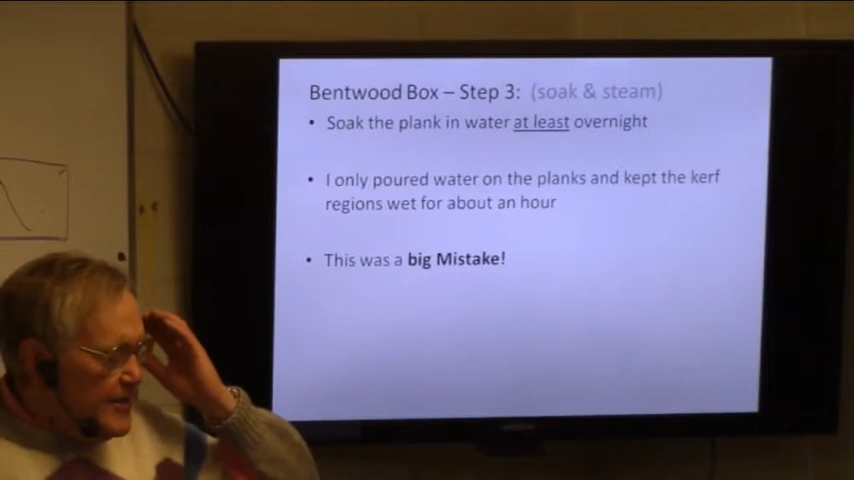 Bentwood Box – Step 3: (soak & steam)
• Soak the plank in water at least overnight
• I only poured water on the planks and kept the kerf
regions wet for about an hour
• This was a big Mistake!